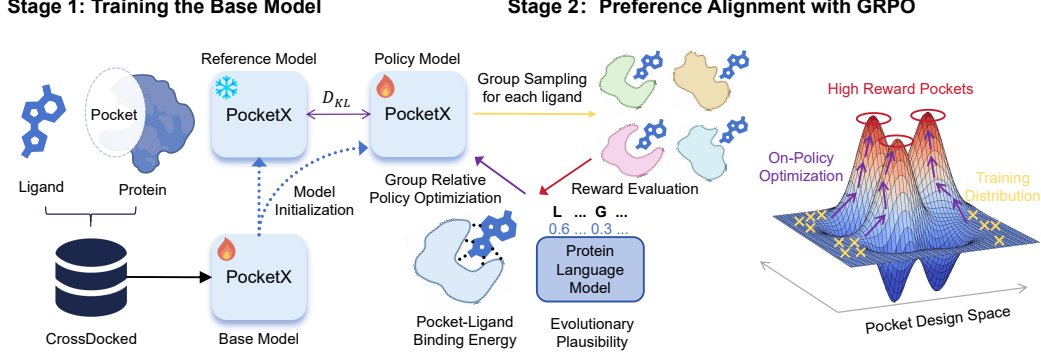 Stage 1: Training the Base Model
Stage 2: Preference Alignment with GRPO
Reference Model
Policy Model
PocketX
D_{KL}
PocketX
Group Sampling
for each ligand
Pocket
Ligand
Protein
Model
Initialization
Group Relative
Policy Optimiziation
Reward Evaluation
L ... G ...
0.6 ... 0.3 ...
Protein
Language
Model
PocketX
CrossDocked
Base Model
Pocket-Ligand
Binding Energy
Evolutionary
Plausibility
High Reward Pockets
On-Policy
Optimization
Training
Distribution
Pocket Design Space